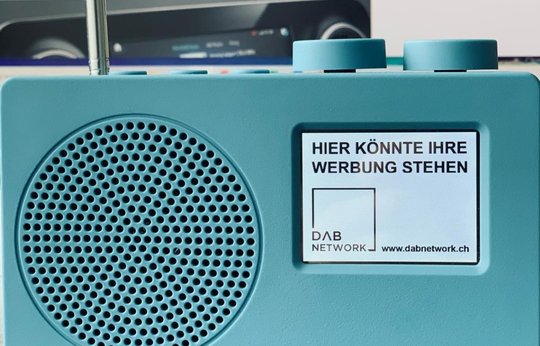 HIER KÖNNTE IHRE
WERBUNG STEHEN
DAB
NETWORK
www.dabnetwork.ch